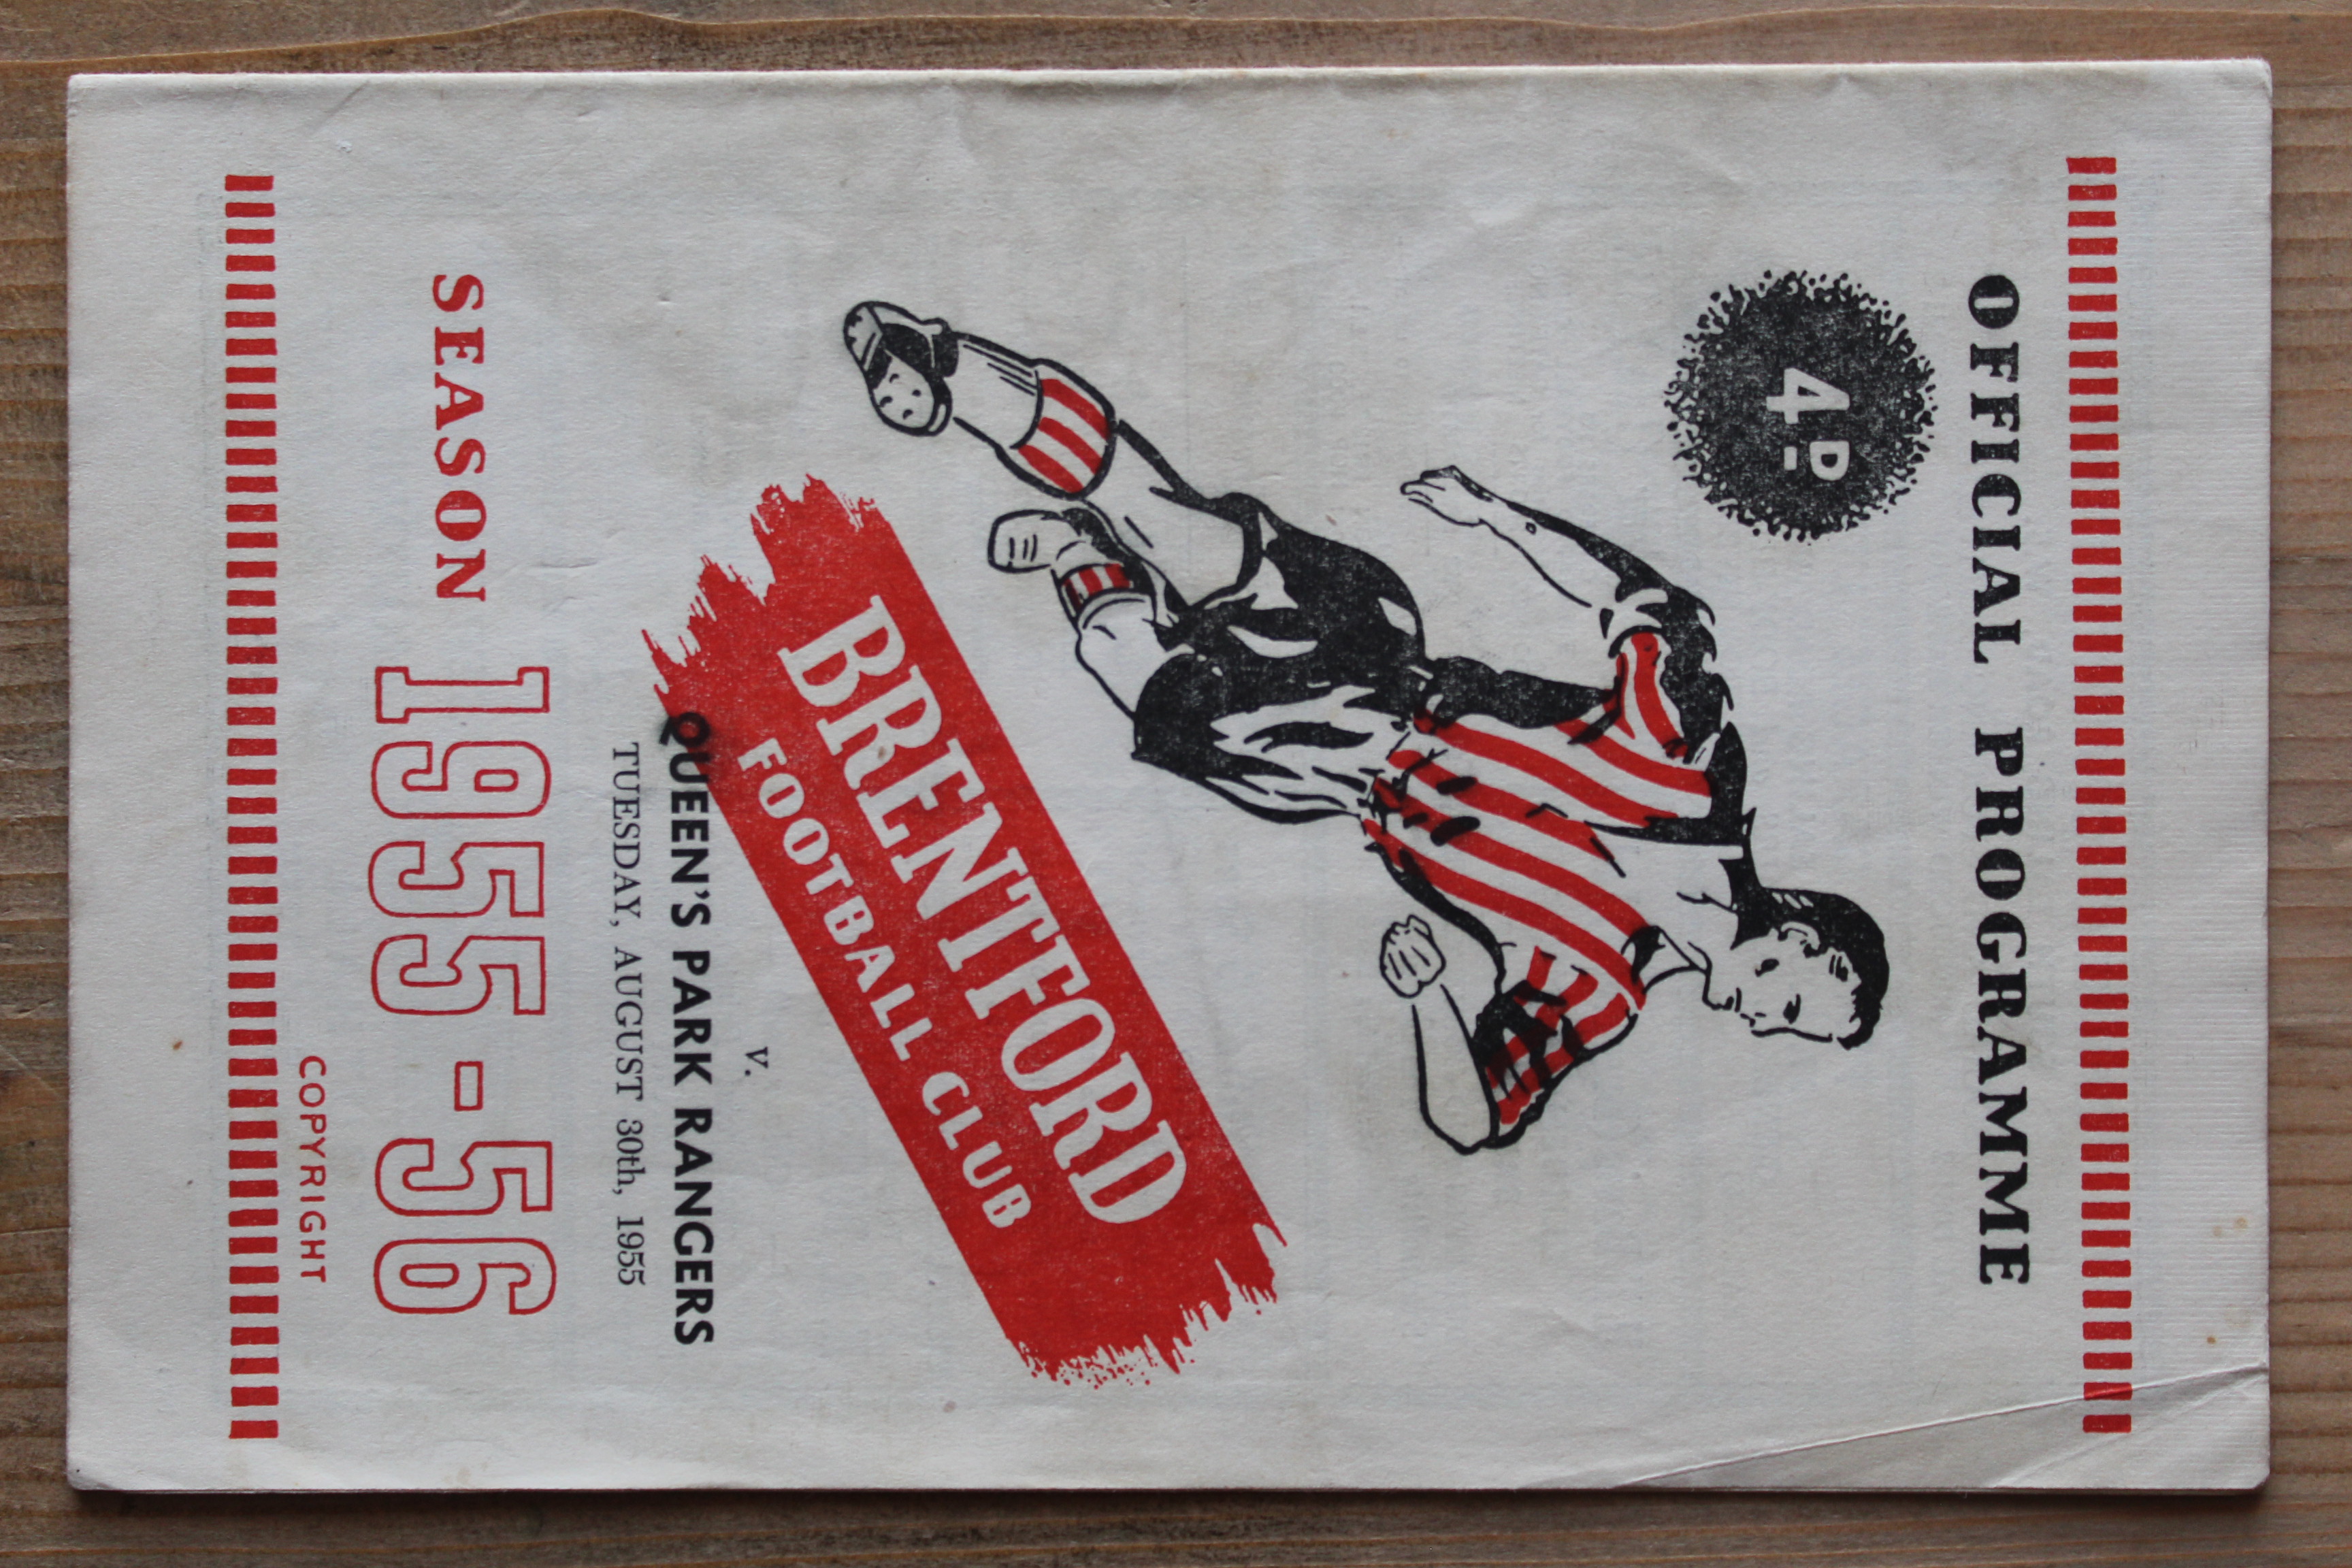 OFFICIAL PROGRAMME
4D
BRENTFORD
FOOTBALL CLUB
v.
QUEEN'S PARK RANGERS
TUESDAY, AUGUST 30th, 1955
SEASON 1955-56
COPYRIGHT